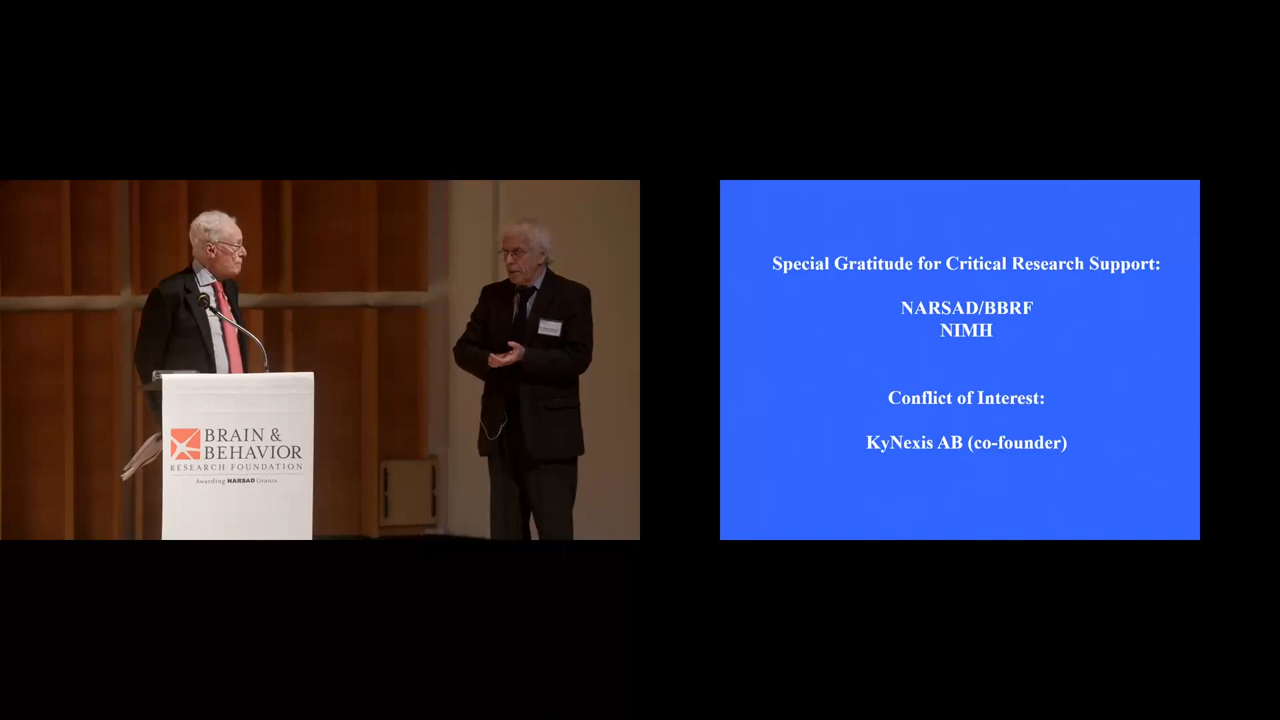 BRAIN &
BEHAVIOR
RESEARCH FOUNDATION
Awarding NARSAD Grants
Special Gratitude for Critical Research Support:
NARSAD/BBRF
NIMH
Conflict of Interest:
KyNexis AB (co-founder)